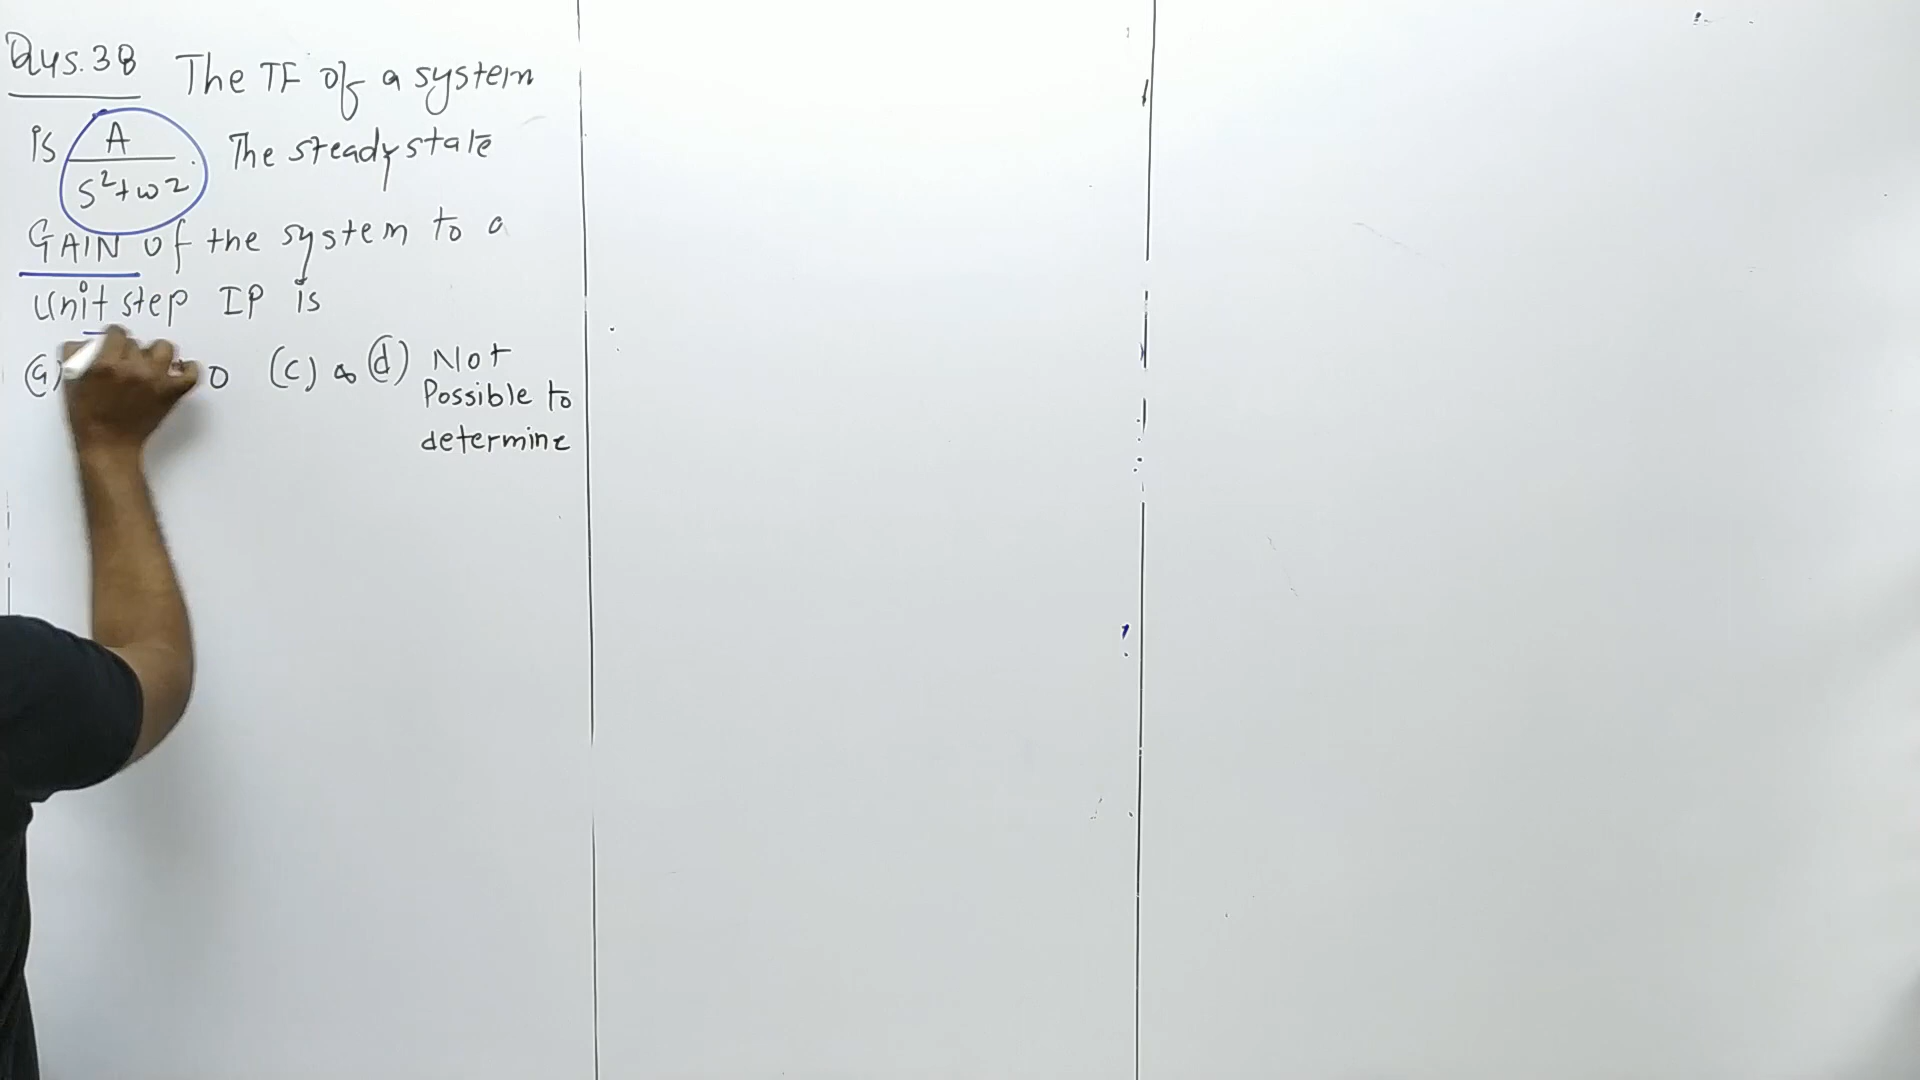 Qus.38 The TF of a system
is A/(s²+ω2). The steady state
GAIN of the system to a
unit step IP is
(a) 0 (c) ∞ (d) Not
Possible to
determine